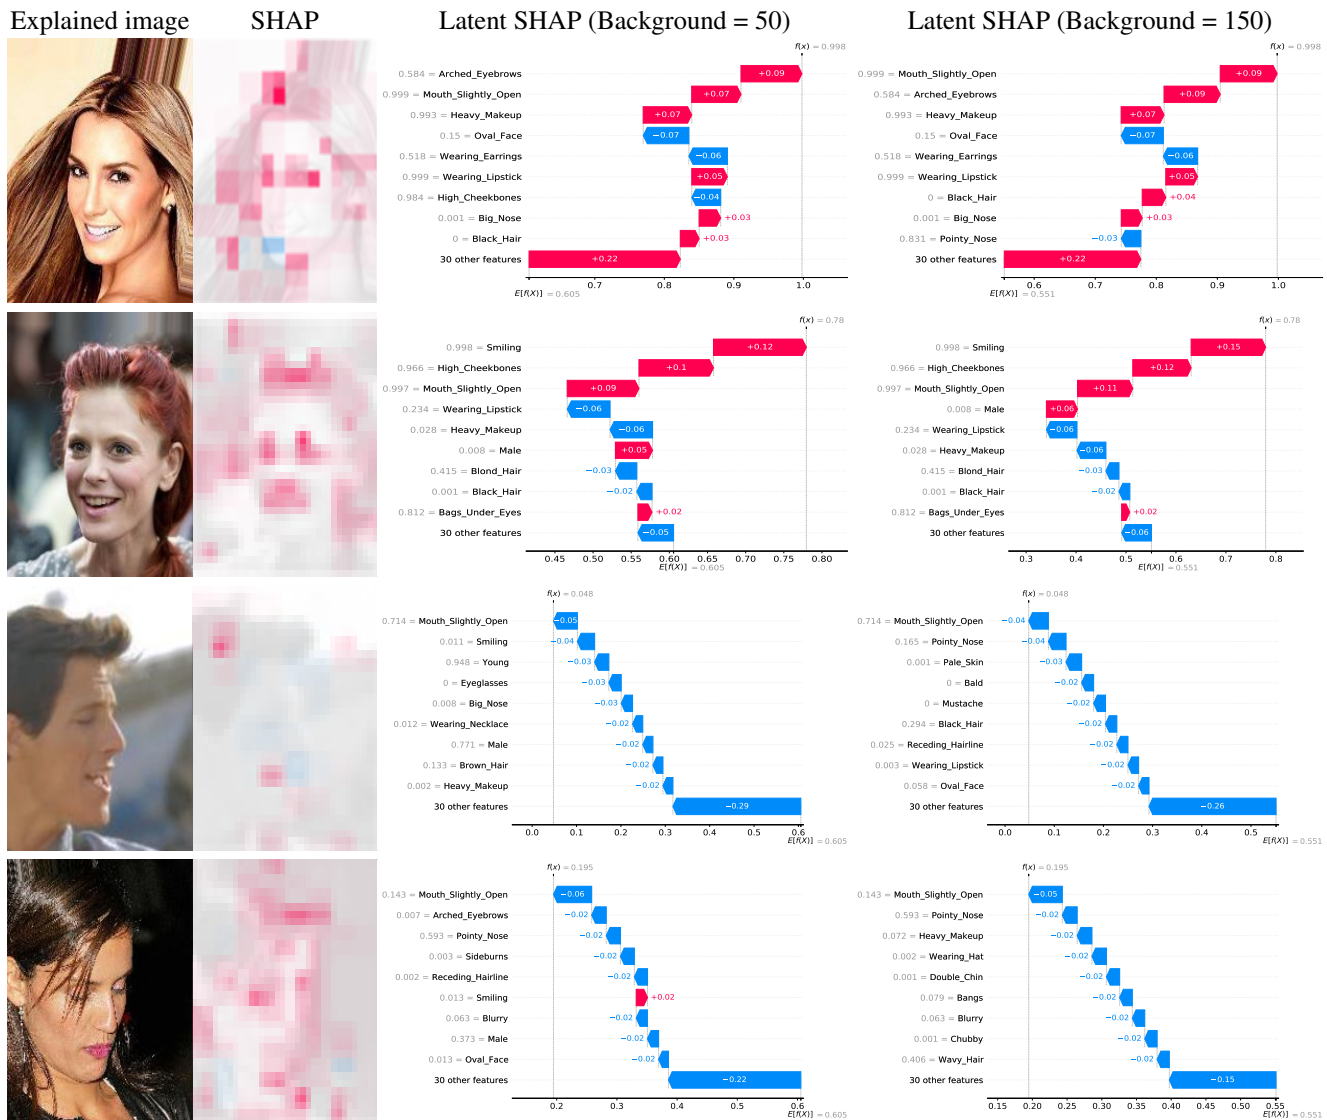 Explained image
SHAP
Latent SHAP (Background = 50)
Latent SHAP (Background = 150)
f(x) = 0.998
0.584 = Arched_Eyebrows +0.09
0.999 = Mouth_Slightly_Open +0.07
0.993 = Heavy_Makeup +0.07
0.15 = Oval_Face −0.07
0.518 = Wearing_Earrings −0.06
0.999 = Wearing_Lipstick +0.05
0.984 = High_Cheekbones −0.04
0.001 = Big_Nose +0.03
0 = Black_Hair +0.03
30 other features +0.22
0.7 0.8 0.9 1.0
E[f(X)] = 0.605
f(x) = 0.998
0.999 = Mouth_Slightly_Open +0.09
0.584 = Arched_Eyebrows +0.09
0.993 = Heavy_Makeup +0.07
0.15 = Oval_Face −0.07
0.518 = Wearing_Earrings −0.06
0.999 = Wearing_Lipstick +0.05
0 = Black_Hair +0.04
0.001 = Big_Nose +0.03
0.831 = Pointy_Nose −0.03
30 other features +0.22
0.6 0.7 0.8 0.9 1.0
E[f(X)] = 0.551
f(x) = 0.78
0.998 = Smiling +0.12
0.966 = High_Cheekbones +0.1
0.997 = Mouth_Slightly_Open +0.09
0.234 = Wearing_Lipstick −0.06
0.028 = Heavy_Makeup −0.06
0.008 = Male +0.05
0.415 = Blond_Hair −0.03
0.001 = Black_Hair −0.02
0.812 = Bags_Under_Eyes +0.02
30 other features −0.05
0.45 0.50 0.55 0.60 0.65 0.70 0.75 0.80
E[f(X)] = 0.605
f(x) = 0.78
0.998 = Smiling +0.15
0.966 = High_Cheekbones +0.12
0.997 = Mouth_Slightly_Open +0.11
0.008 = Male +0.06
0.234 = Wearing_Lipstick −0.06
0.028 = Heavy_Makeup −0.06
0.415 = Blond_Hair −0.03
0.001 = Black_Hair −0.02
0.812 = Bags_Under_Eyes +0.02
30 other features −0.06
0.3 0.4 0.5 0.6 0.7 0.8
E[f(X)] = 0.551
f(x) = 0.048
0.714 = Mouth_Slightly_Open −0.05
0.011 = Smiling −0.04
0.948 = Young −0.03
0 = Eyeglasses −0.03
0.008 = Big_Nose −0.03
0.012 = Wearing_Necklace −0.02
0.771 = Male −0.02
0.133 = Brown_Hair −0.02
0.002 = Heavy_Makeup −0.02
30 other features −0.29
0.0 0.1 0.2 0.3 0.4 0.5 0.6
E[f(X)] = 0.605
f(x) = 0.048
0.714 = Mouth_Slightly_Open −0.04
0.165 = Pointy_Nose −0.04
0.001 = Pale_Skin −0.03
0 = Bald −0.02
0 = Mustache −0.02
0.294 = Black_Hair −0.02
0.025 = Receding_Hairline −0.02
0.003 = Wearing_Lipstick −0.02
0.058 = Oval_Face −0.02
30 other features −0.26
0.0 0.1 0.2 0.3 0.4 0.5
E[f(X)] = 0.551
f(x) = 0.195
0.143 = Mouth_Slightly_Open −0.06
0.007 = Arched_Eyebrows −0.02
0.593 = Pointy_Nose −0.02
0.003 = Sideburns −0.02
0.002 = Receding_Hairline −0.02
0.013 = Smiling +0.02
0.063 = Blurry −0.02
0.373 = Male −0.02
0.013 = Oval_Face −0.02
30 other features −0.22
0.2 0.3 0.4 0.5 0.6
E[f(X)] = 0.605
f(x) = 0.195
0.143 = Mouth_Slightly_Open −0.05
0.593 = Pointy_Nose −0.02
0.072 = Heavy_Makeup −0.02
0.002 = Wearing_Hat −0.02
0.001 = Double_Chin −0.02
0.079 = Bangs −0.02
0.063 = Blurry −0.02
0.001 = Chubby −0.02
0.406 = Wavy_Hair −0.02
30 other features −0.15
0.15 0.20 0.25 0.30 0.35 0.40 0.45 0.50 0.55
E[f(X)] = 0.551